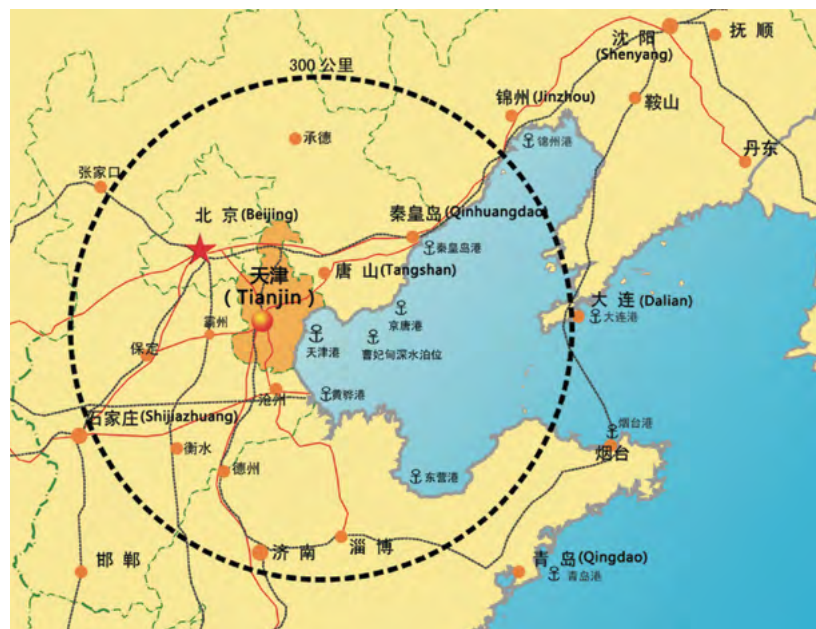 沈 阳
(Shenyang)
抚 顺
300公里
锦州(Jinzhou)
鞍山
承德
锦州港
丹东
张家口
北 京(Beijing)
秦皇岛(Qinhuangdao)
秦皇岛港
天津
(Tianjin)
唐 山(Tangshan)
大 连 (Dalian)
大连港
京唐港
霸州
天津港
曹妃甸深水泊位
保定
沧州
黄骅港
石家庄(Shijiazhuang)
烟台港
烟台
衡水
德州
东营港
邯 郸
济 南
淄 博
青 岛(Qingdao)
青岛港